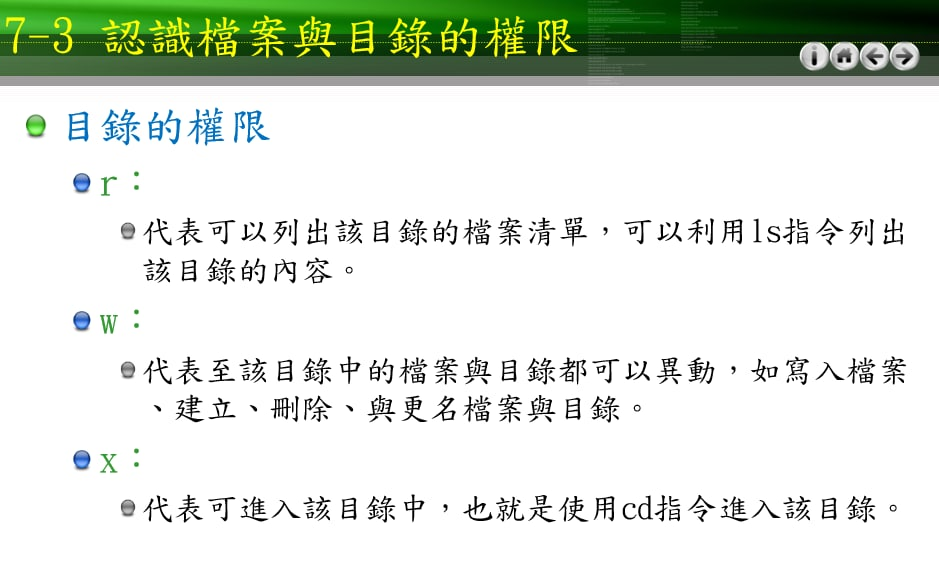 7-3 認識檔案與目錄的權限
目錄的權限
r：
代表可以列出該目錄的檔案清單，可以利用ls指令列出
該目錄的內容。
w：
代表至該目錄中的檔案與目錄都可以異動，如寫入檔案
、建立、刪除、與更名檔案與目錄。
x：
代表可進入該目錄中，也就是使用cd指令進入該目錄。